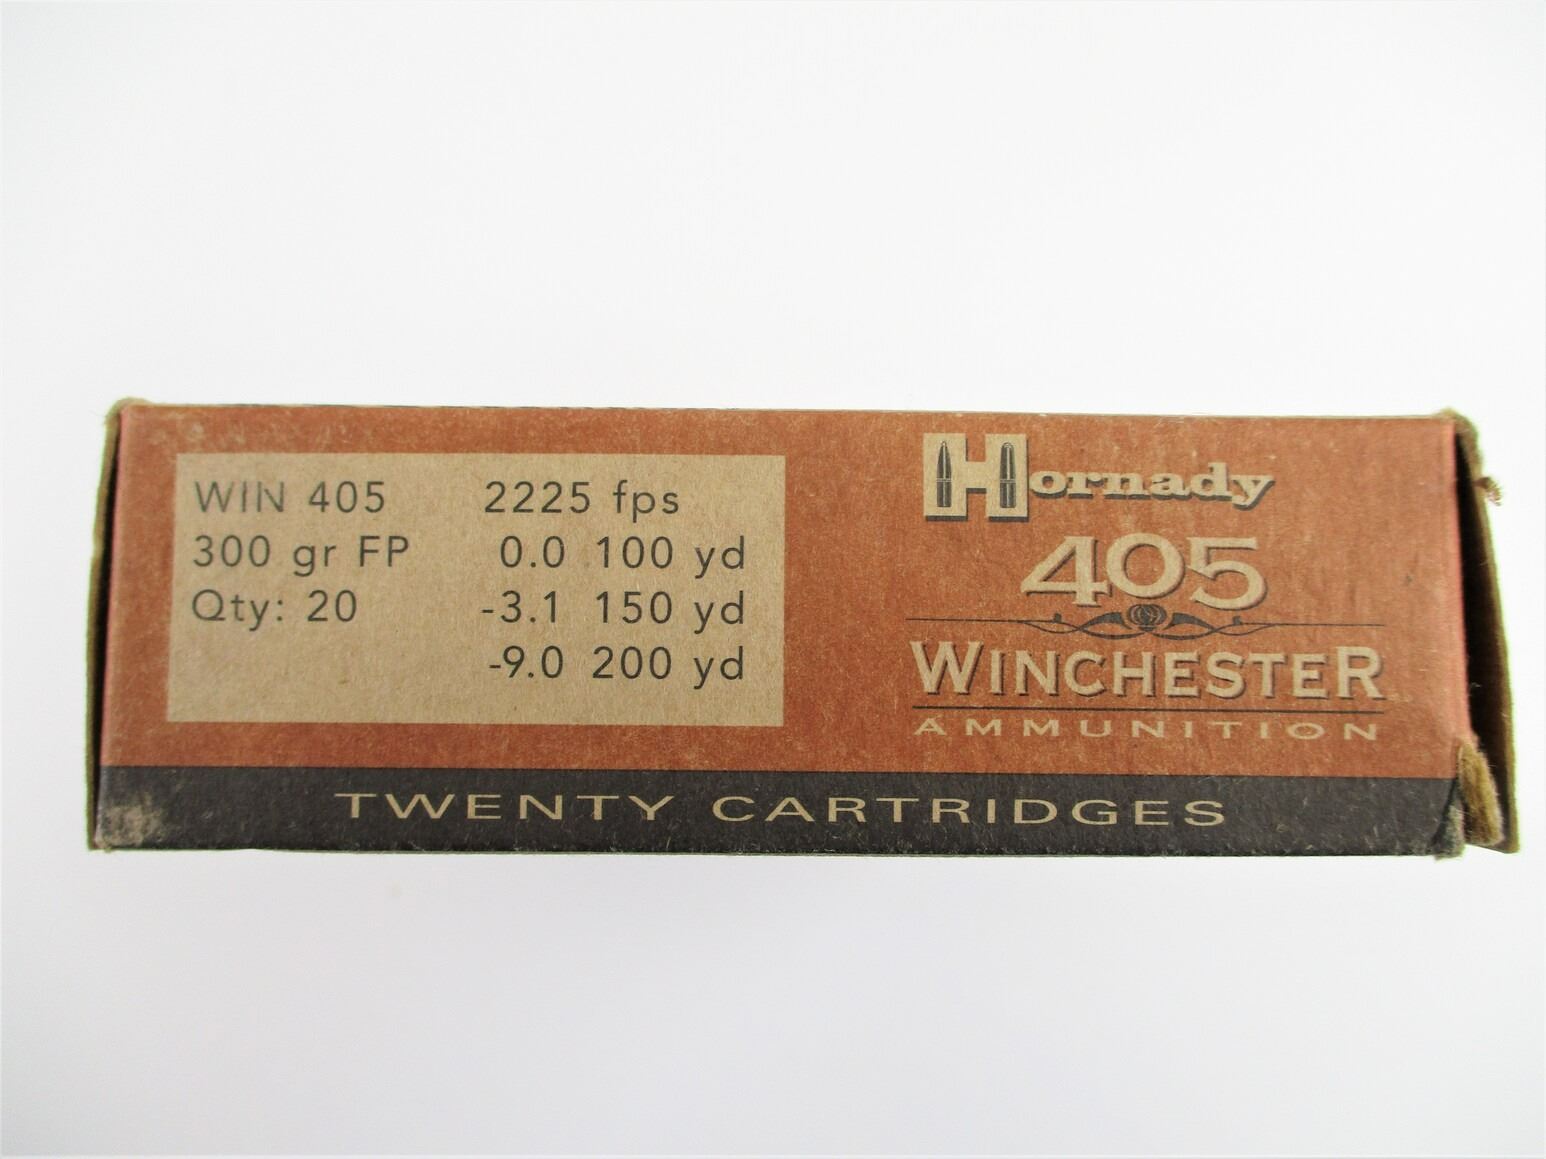 WIN 405 2225 fps
300 gr FP 0.0 100 yd
Qty: 20 -3.1 150 yd
-9.0 200 yd
Hornady
405
WINCHESTER
AMMUNITION
TWENTY CARTRIDGES